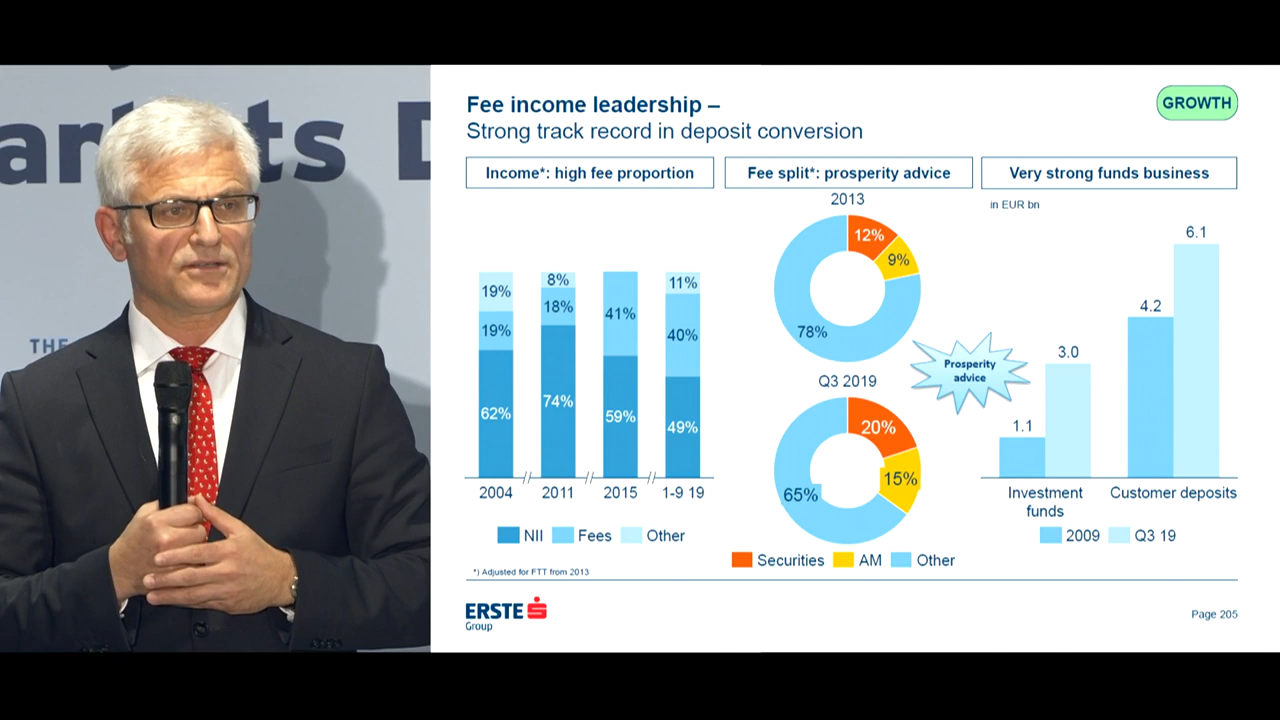 ar ts D
THE
Fee income leadership –
Strong track record in deposit conversion
GROWTH
Income*: high fee proportion
19%
8%
11%
19%
18%
41%
40%
62%
74%
59%
49%
2004
2011
2015
1-9 19
NII
Fees
Other
*) Adjusted for FTT from 2013
Fee split*: prosperity advice
2013
12%
9%
78%
Prosperity
advice
Q3 2019
20%
15%
65%
Securities
AM
Other
Very strong funds business
in EUR bn
1.1
3.0
4.2
6.1
Investment
funds
Customer deposits
2009
Q3 19
ERSTE
Group
Page 205